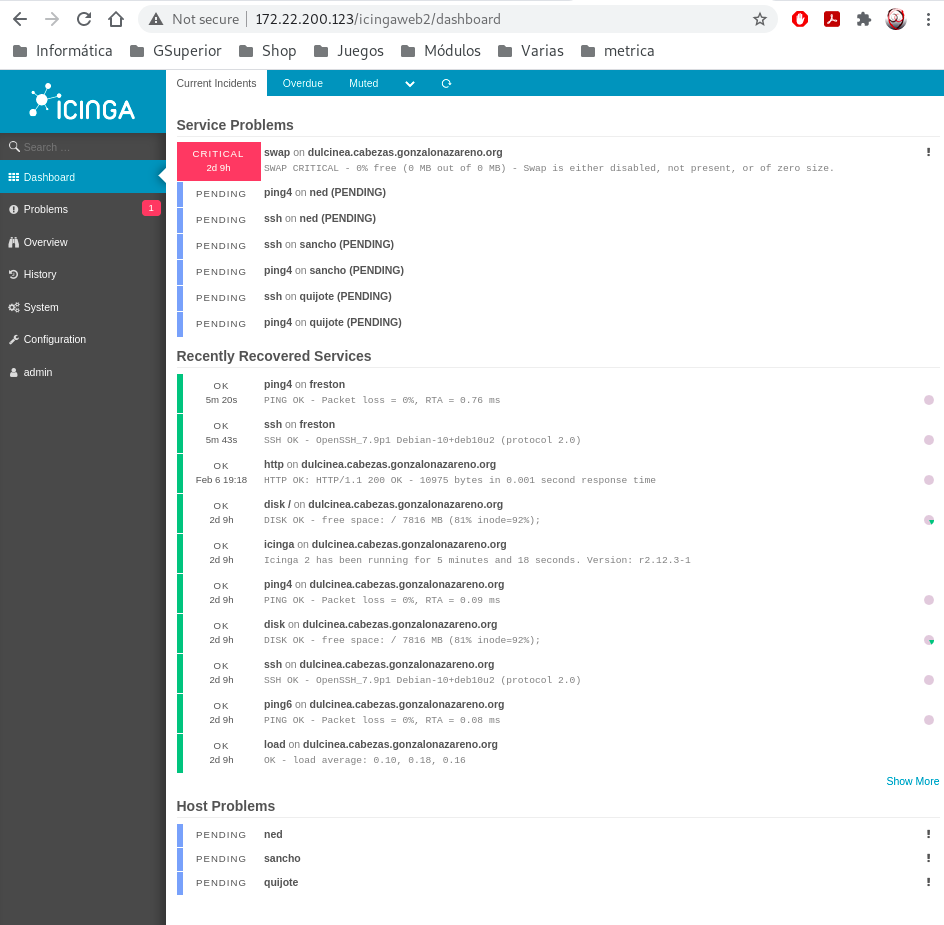 Not secure | 172.22.200.123/icingaweb2/dashboard
Informática GSuperior Shop Juegos Módulos Varias metrica
ICINGA
Search ...
Dashboard
Problems 1
Overview
History
System
Configuration
admin
Current Incidents Overdue Muted
Service Problems
CRITICAL swap on dulcinea.cabezas.gonzalonazareno.org
2d 9h SWAP CRITICAL - 0% free (0 MB out of 0 MB) - Swap is either disabled, not present, or of zero size.
PENDING ping4 on ned (PENDING)
PENDING ssh on ned (PENDING)
PENDING ssh on sancho (PENDING)
PENDING ping4 on sancho (PENDING)
PENDING ssh on quijote (PENDING)
PENDING ping4 on quijote (PENDING)
Recently Recovered Services
OK ping4 on freston
5m 20s PING OK - Packet loss = 0%, RTA = 0.76 ms
OK ssh on freston
5m 43s SSH OK - OpenSSH_7.9p1 Debian-10+deb10u2 (protocol 2.0)
OK http on dulcinea.cabezas.gonzalonazareno.org
Feb 6 19:18 HTTP OK: HTTP/1.1 200 OK - 10975 bytes in 0.001 second response time
OK disk / on dulcinea.cabezas.gonzalonazareno.org
2d 9h DISK OK - free space: / 7816 MB (81% inode=92%);
OK icinga on dulcinea.cabezas.gonzalonazareno.org
2d 9h Icinga 2 has been running for 5 minutes and 18 seconds. Version: r2.12.3-1
OK ping4 on dulcinea.cabezas.gonzalonazareno.org
2d 9h PING OK - Packet loss = 0%, RTA = 0.09 ms
OK disk on dulcinea.cabezas.gonzalonazareno.org
2d 9h DISK OK - free space: / 7816 MB (81% inode=92%);
OK ssh on dulcinea.cabezas.gonzalonazareno.org
2d 9h SSH OK - OpenSSH_7.9p1 Debian-10+deb10u2 (protocol 2.0)
OK ping6 on dulcinea.cabezas.gonzalonazareno.org
2d 9h PING OK - Packet loss = 0%, RTA = 0.08 ms
OK load on dulcinea.cabezas.gonzalonazareno.org
2d 9h OK - load average: 0.10, 0.18, 0.16
Show More
Host Problems
PENDING ned
PENDING sancho
PENDING quijote